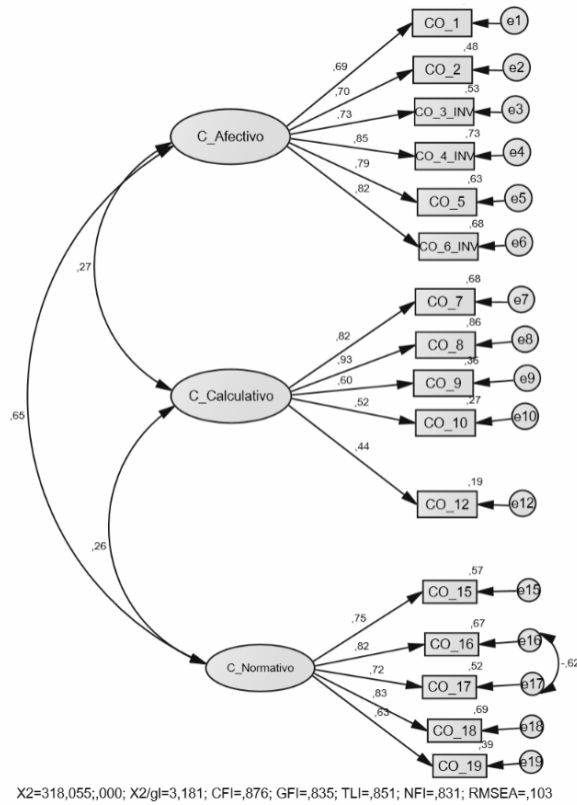 CO_1
e1
,69
,48
CO_2
e2
,70
,53
CO_3_INV
e3
,73
C_Afectivo
,73
,85
CO_4_INV
e4
,63
,79
CO_5
e5
,82
,68
CO_6_INV
e6
,27
,68
CO_7
e7
,82
,86
CO_8
e8
,93
,36
CO_9
e9
,60
C_Calculativo
,27
,52
CO_10
e10
,65
,44
,19
CO_12
e12
,26
,57
CO_15
e15
,75
,67
CO_16
e16
,82
,52
-,62
C_Normativo
,72
CO_17
e17
,83
,69
CO_18
e18
,63
,39
CO_19
e19
X2=318,055;,000; X2/gl=3,181; CFI=,876; GFI=,835; TLI=,851; NFI=,831; RMSEA=,103